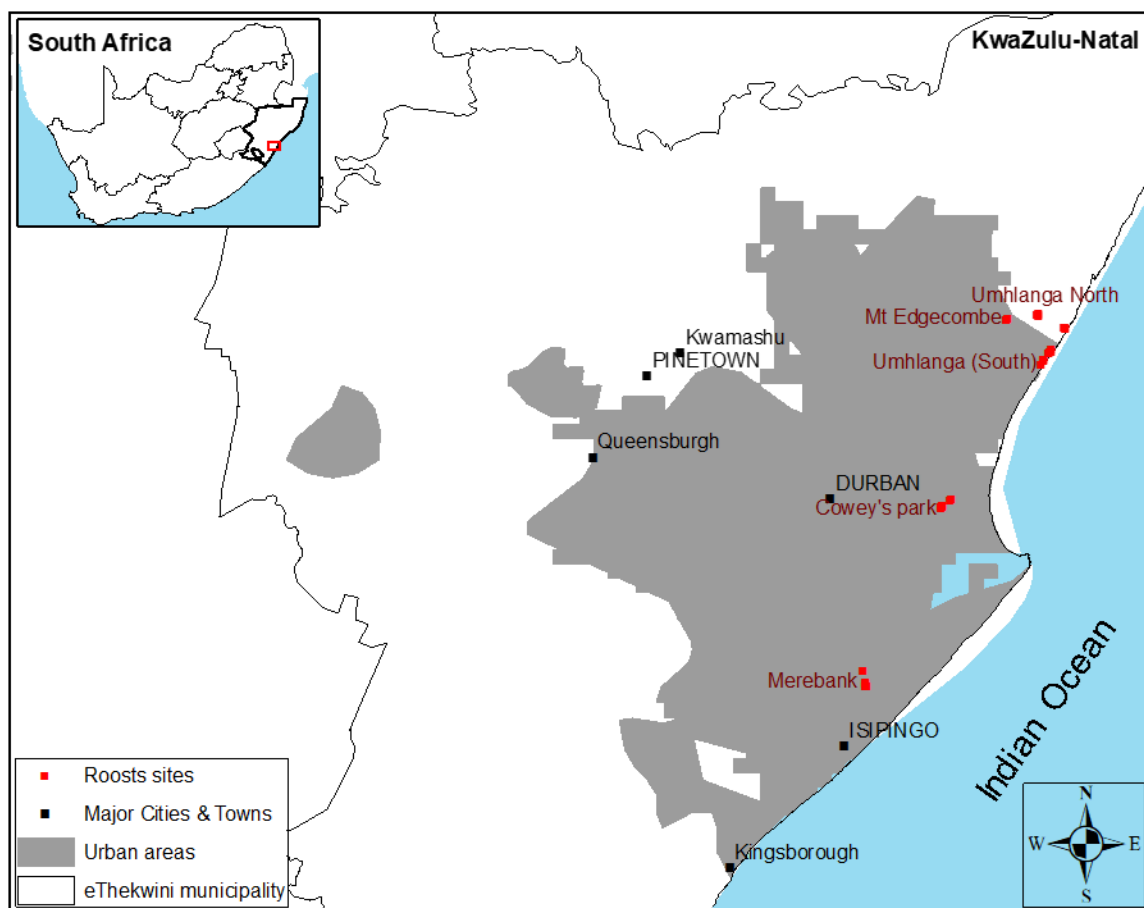 South Africa
KwaZulu-Natal
Umhlanga North
Mt Edgecombe
Kwamashu
PINETOWN
Umhlanga (South)
Queensburgh
DURBAN
Cowey's park
Merebank
ISIPINGO
Indian Ocean
Kingsborough
Roosts sites
Major Cities & Towns
Urban areas
eThekwini municipality
N
W
E
S